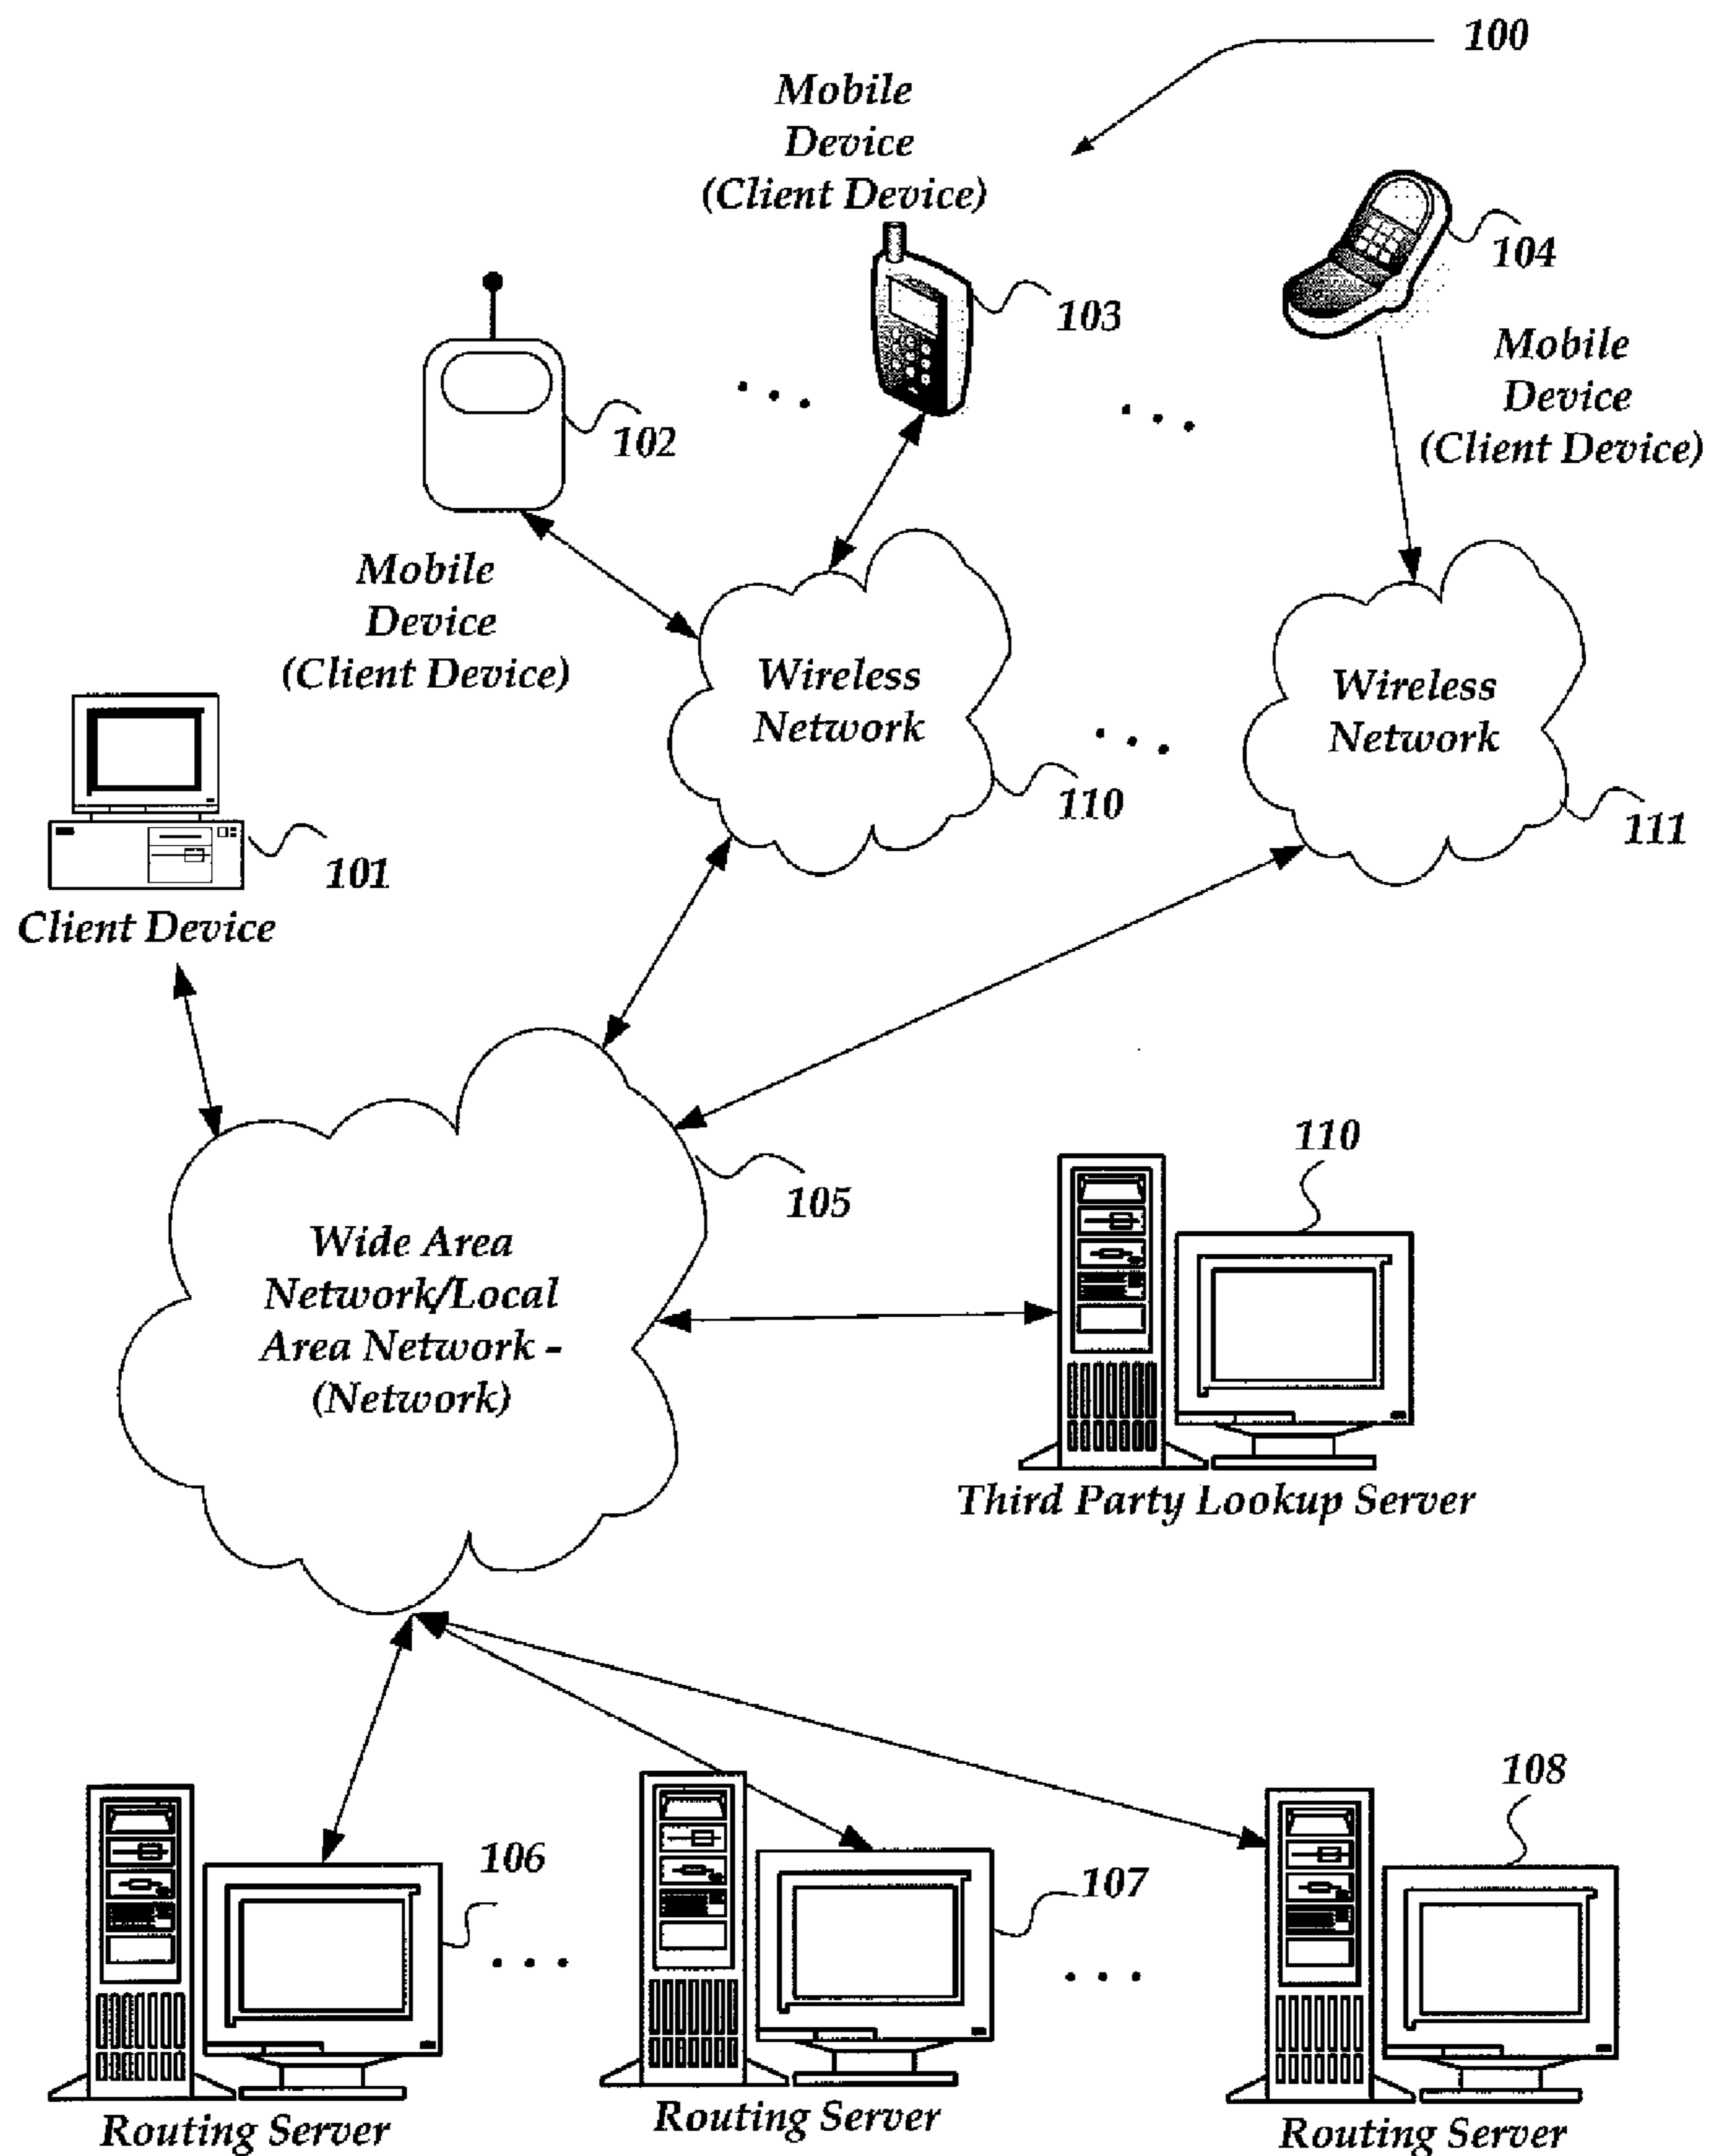 100
Mobile
Device
(Client Device)
104
103
Mobile
Device
(Client Device)
102
Mobile
Device
(Client Device)
Wireless
Network
Wireless
Network
110
111
101
Client Device
110
105
Wide Area
Network/Local
Area Network -
(Network)
Third Party Lookup Server
108
106
107
Routing Server
Routing Server
Routing Server